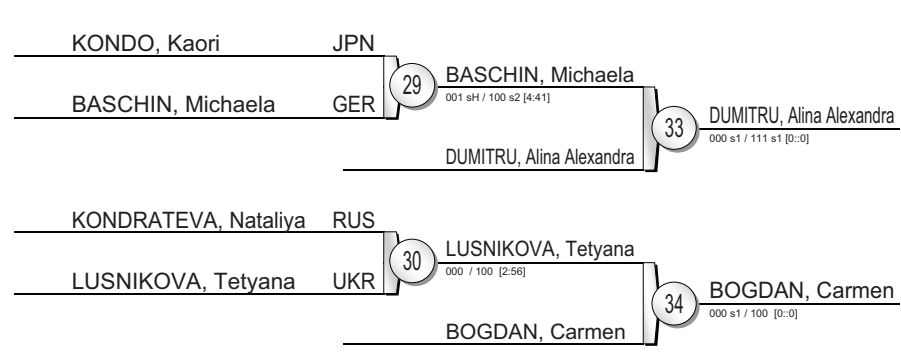 KONDO, Kaori JPN
BASCHIN, Michaela GER
29
BASCHIN, Michaela
001 sH / 100 s2 [4:41]
DUMITRU, Alina Alexandra
33
DUMITRU, Alina Alexandra
000 s1 / 111 s1 [0::0]
KONDRATEVA, Nataliya RUS
LUSNIKOVA, Tetyana UKR
30
LUSNIKOVA, Tetyana
000 / 100 [2:56]
BOGDAN, Carmen
34
BOGDAN, Carmen
000 s1 / 100 [0::0]